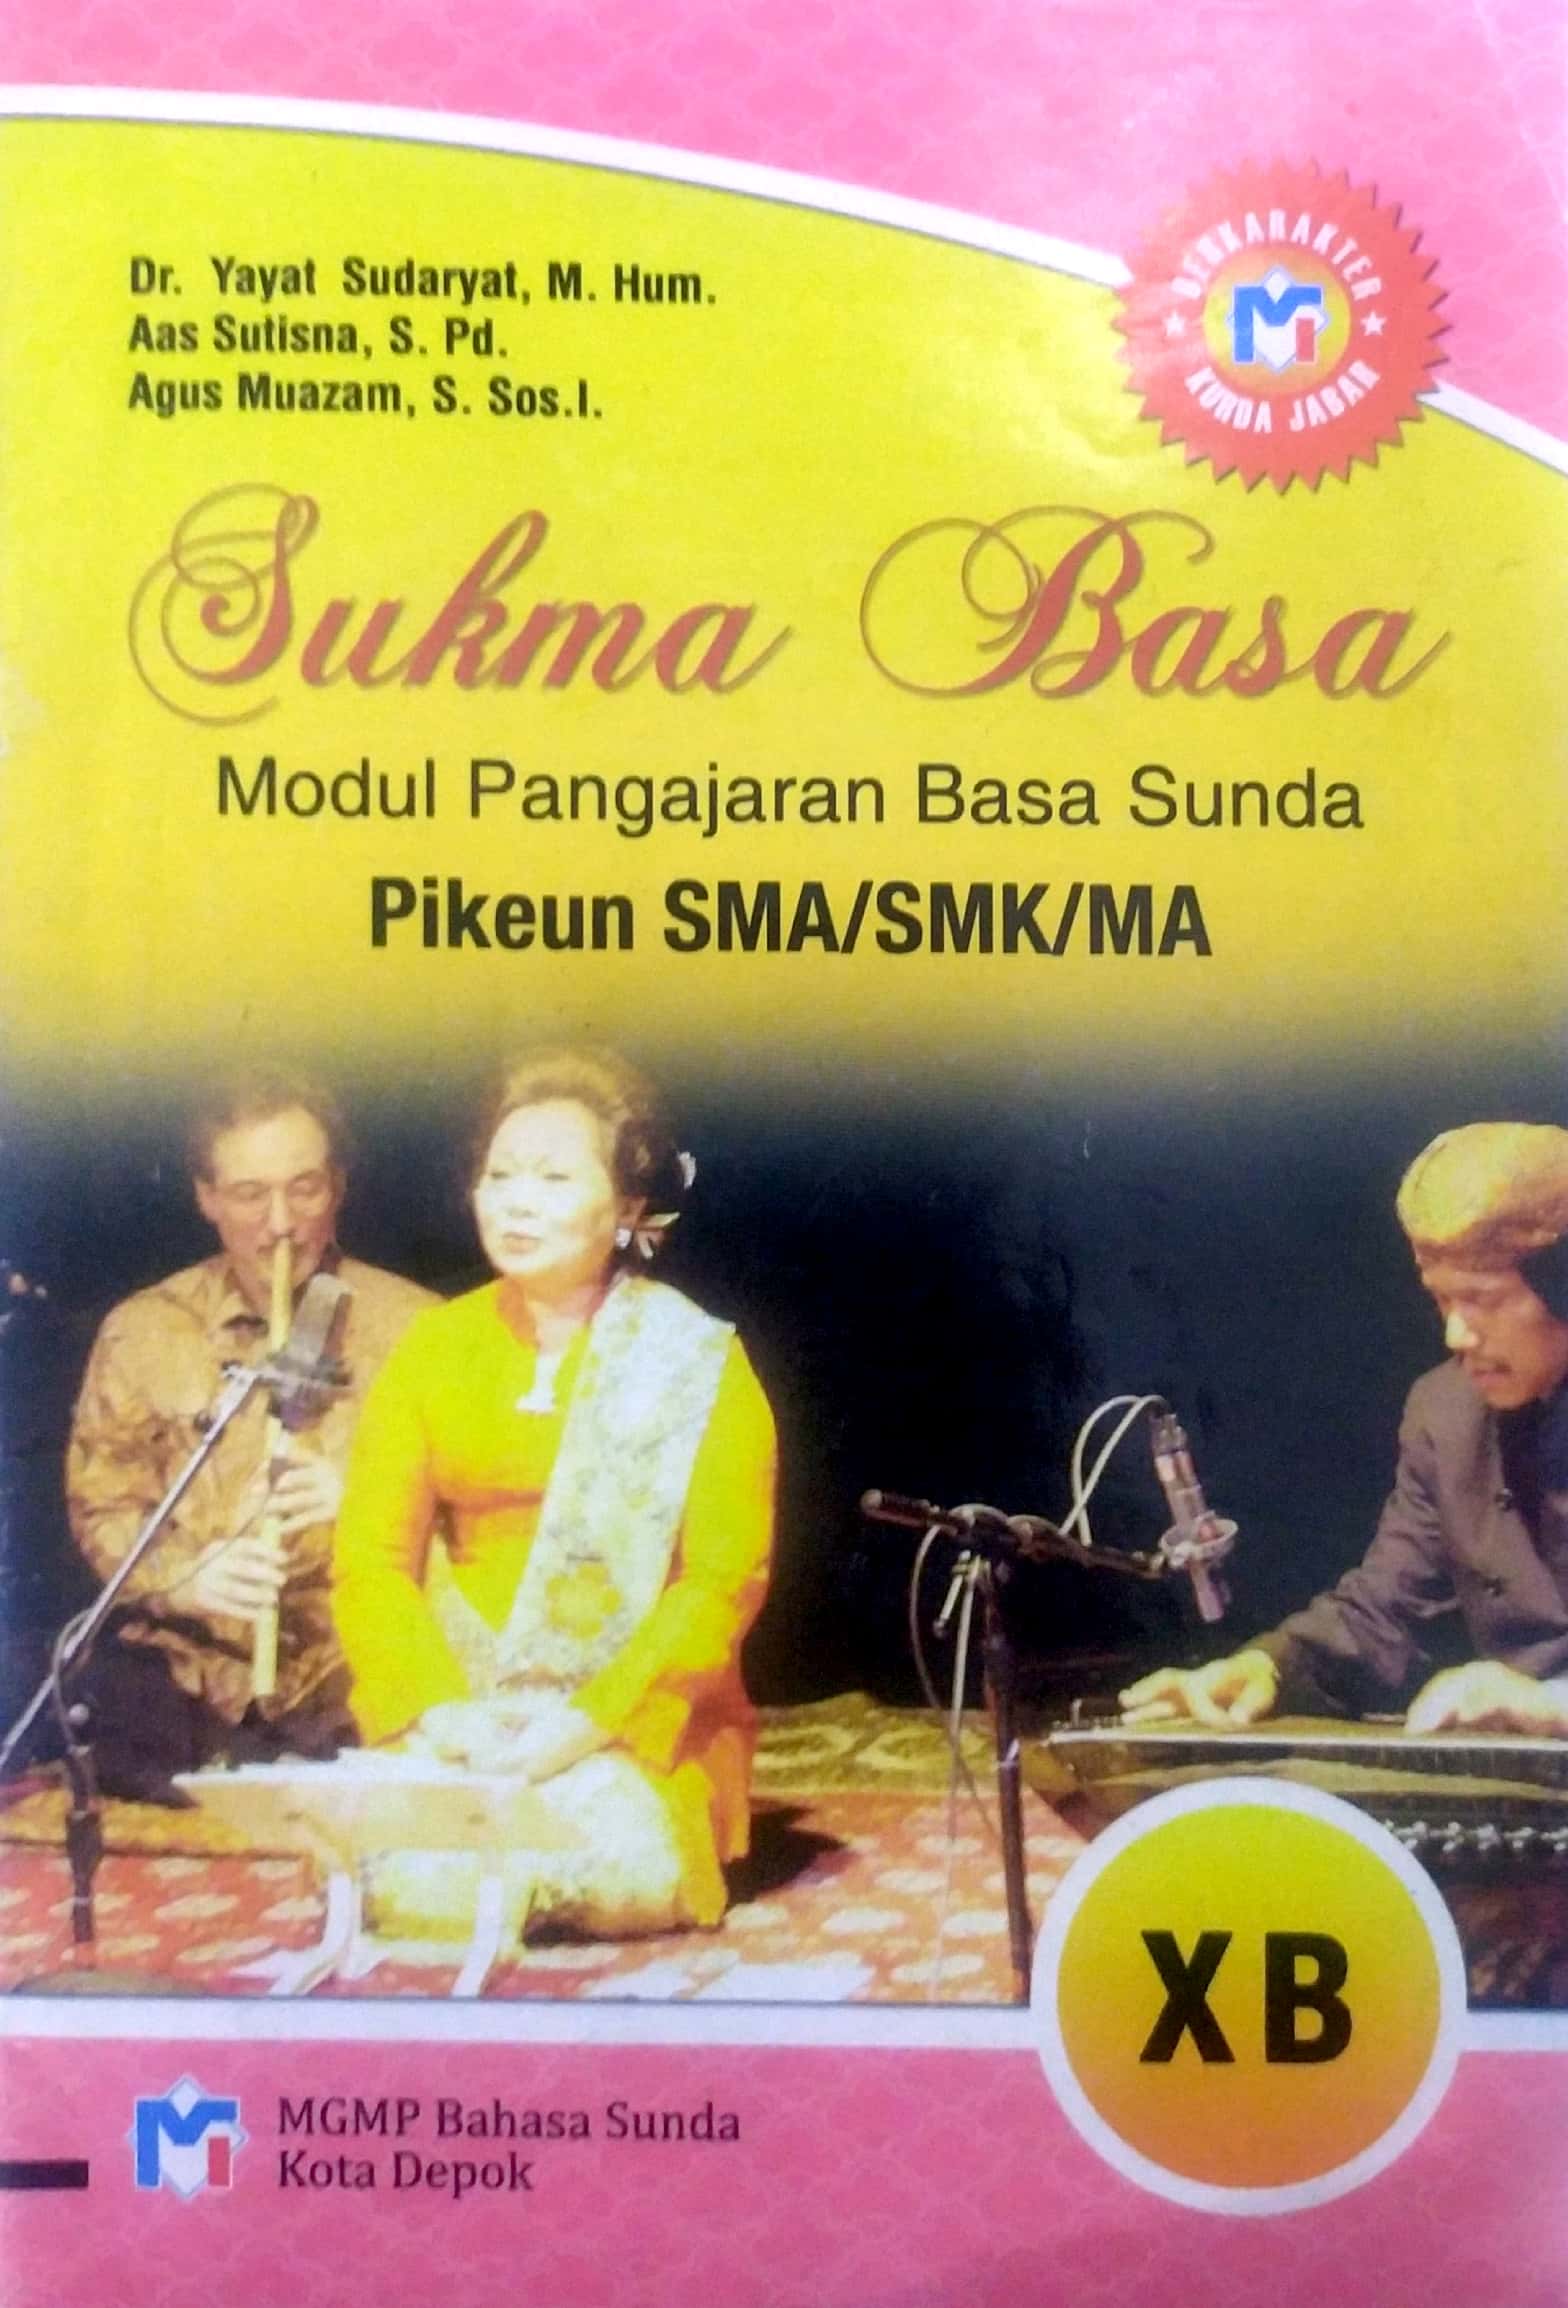 Dr. Yayat Sudaryat, M. Hum.
Aas Sutisna, S. Pd.
Agus Muazam, S. Sos.I.
BERKARAKTER
KURDA JABAR
Sukma Basa
Modul Pangajaran Basa Sunda
Pikeun SMA/SMK/MA
X B
MGMP Bahasa Sunda
Kota Depok